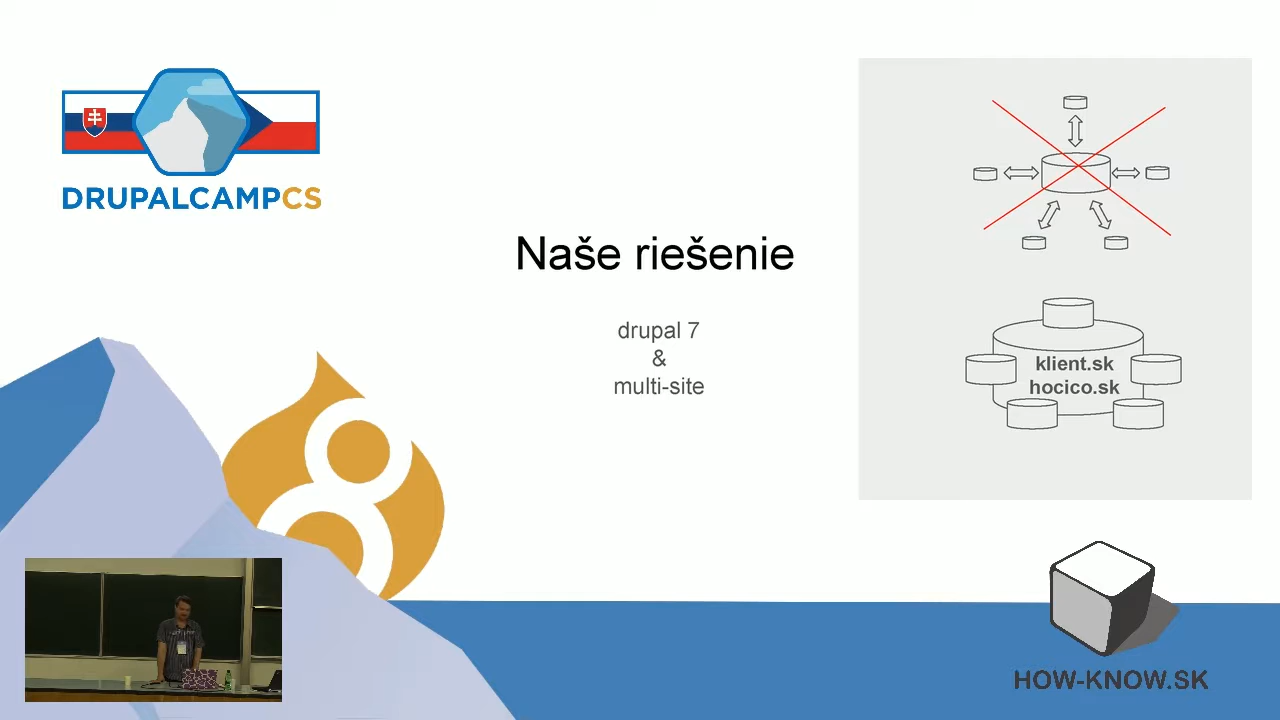 DRUPALCAMPCS
Naše riešenie
drupal 7
&
multi-site
klient.sk
hocico.sk
HOW-KNOW.SK